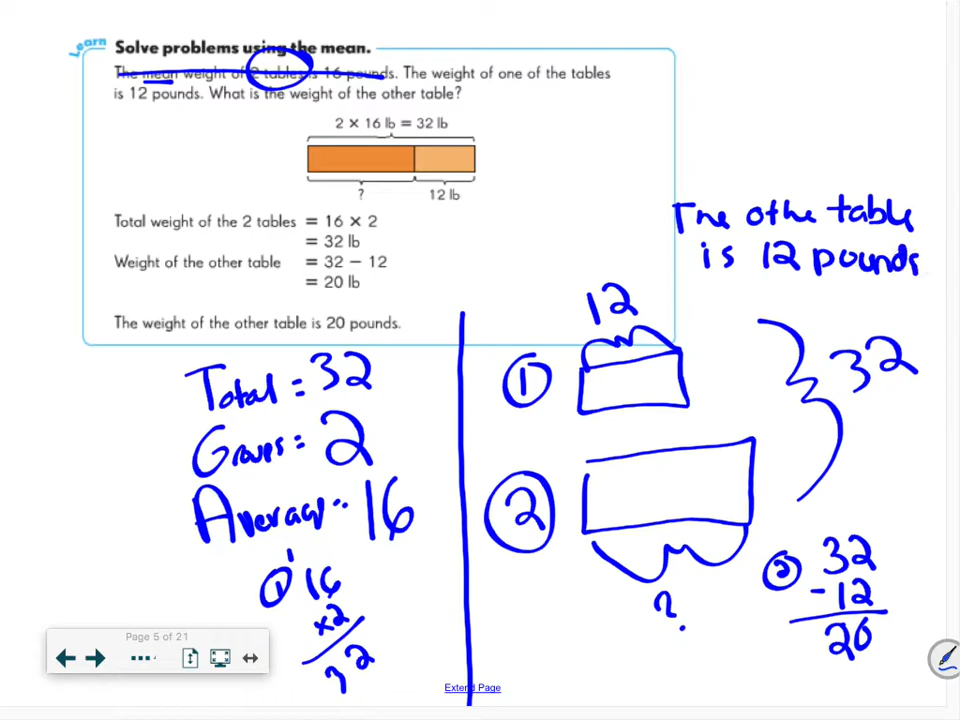 Learn
Solve problems using the mean.
The mean weight of 2 tables is 16 pounds. The weight of one of the tables
is 12 pounds. What is the weight of the other table?
2 × 16 lb = 32 lb
? 12 lb
Total weight of the 2 tables = 16 × 2
= 32 lb
Weight of the other table = 32 − 12
= 20 lb
The weight of the other table is 20 pounds.
The othe table
is 12 pounds
12
1
32
2
?
2 32
-12
20
Total = 32
Groups = 2
Average = 16
1 16
x2
32
Page 5 of 21
Extend Page